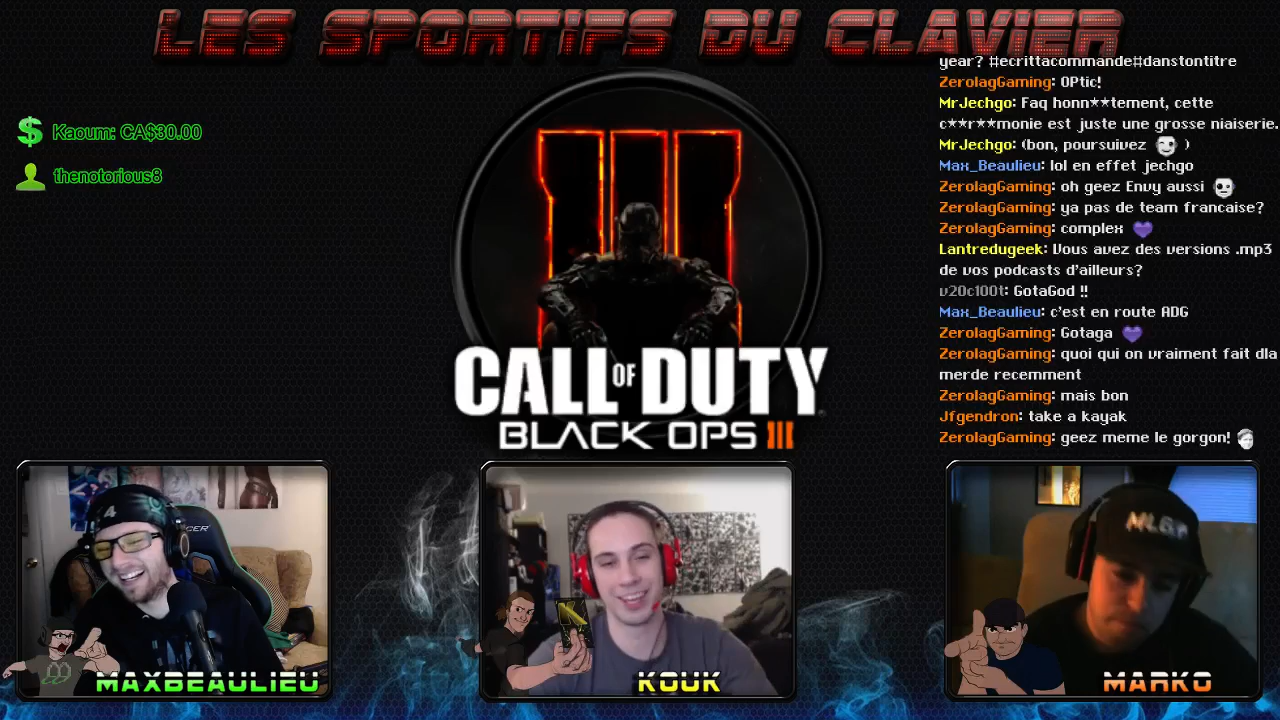 LES SPORTIFS DU CLAVIER
Kaoum: CA$30.00
thenotorious8
year? #ecrittacommande#danstontitre
ZerolagGaming: OPtic!
MrJechgo: Faq honn**tement, cette
c**r**monie est juste une grosse niaiserie.
MrJechgo: (bon, poursuivez )
Max_Beaulieu: lol en effet jechgo
ZerolagGaming: oh geez Envy aussi
ZerolagGaming: ya pas de team francaise?
ZerolagGaming: complex
Lantredugeek: Vous avez des versions .mp3
de vos podcasts d'ailleurs?
v20c100t: GotaGod !!
Max_Beaulieu: c'est en route ADG
ZerolagGaming: Gotaga
ZerolagGaming: quoi qui on vraiment fait dla
merde recemment
ZerolagGaming: mais bon
Jfgendron: take a kayak
ZerolagGaming: geez meme le gorgon!
CALL OF DUTY
BLACK OPS III
MAXBEAULIEU
KOUK
MARKO